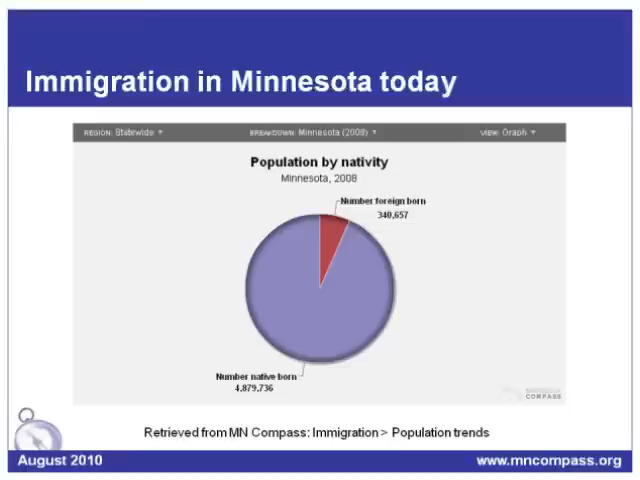 Immigration in Minnesota today
REGION: Statewide
BREAKDOWN: Minnesota (2008)
VIEW: Graph
Population by nativity
Minnesota, 2008
Number foreign born
340,657
Number native born
4,879,736
COMPASS
Retrieved from MN Compass: Immigration > Population trends
August 2010
www.mncompass.org